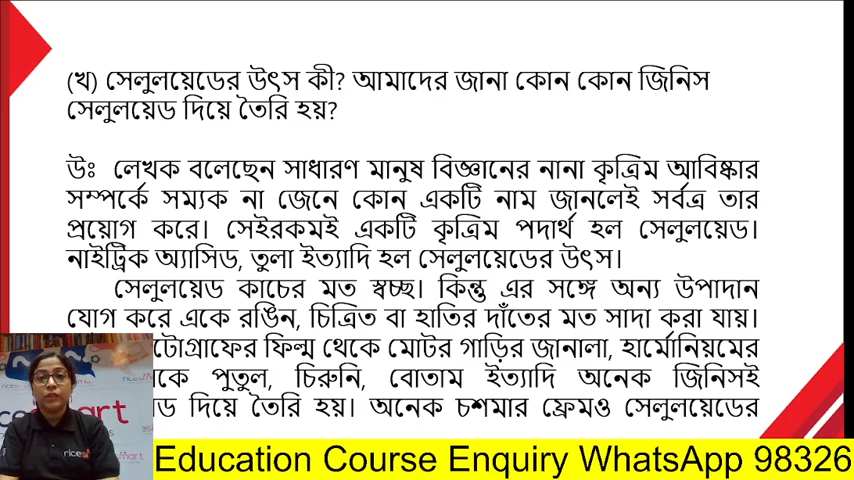 (খ) সেলুলয়েডের উৎস কী? আমাদের জানা কোন কোন জিনিস
সেলুলয়েড দিয়ে তৈরি হয়?
উঃ লেখক বলেছেন সাধারণ মানুষ বিজ্ঞানের নানা কৃত্রিম আবিষ্কার
সম্পর্কে সম্যক না জেনে কোন একটি নাম জানলেই সর্বত্র তার
প্রয়োগ করে। সেইরকমই একটি কৃত্রিম পদার্থ হল সেলুলয়েড।
নাইট্রিক অ্যাসিড, তুলা ইত্যাদি হল সেলুলয়েডের উৎস।
সেলুলয়েড কাচের মত স্বচ্ছ। কিন্তু এর সঙ্গে অন্য উপাদান
যোগ করে একে রঙিন, চিত্রিত বা হাতির দাঁতের মত সাদা করা যায়।
টোগ্রাফের ফিল্ম থেকে মোটর গাড়ির জানালা, হার্মোনিয়মের
কে পুতুল, চিরুনি, বোতাম ইত্যাদি অনেক জিনিসই
ড দিয়ে তৈরি হয়। অনেক চশমার ফ্রেমও সেলুলয়েডের
rice
Education Course Enquiry WhatsApp 98326